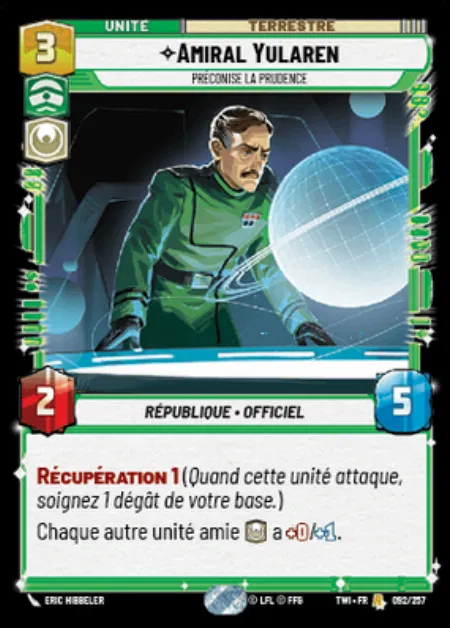 UNITÉ
TERRESTRE
3
AMIRAL YULAREN
PRÉCONISE LA PRUDENCE
2
RÉPUBLIQUE • OFFICIEL
5
RÉCUPÉRATION 1 (Quand cette unité attaque,
soignez 1 dégât de votre base.)
Chaque autre unité amie a +0/+1.
ERIC HIBBELER
© LFL © FFG
TWI • FR
092/257